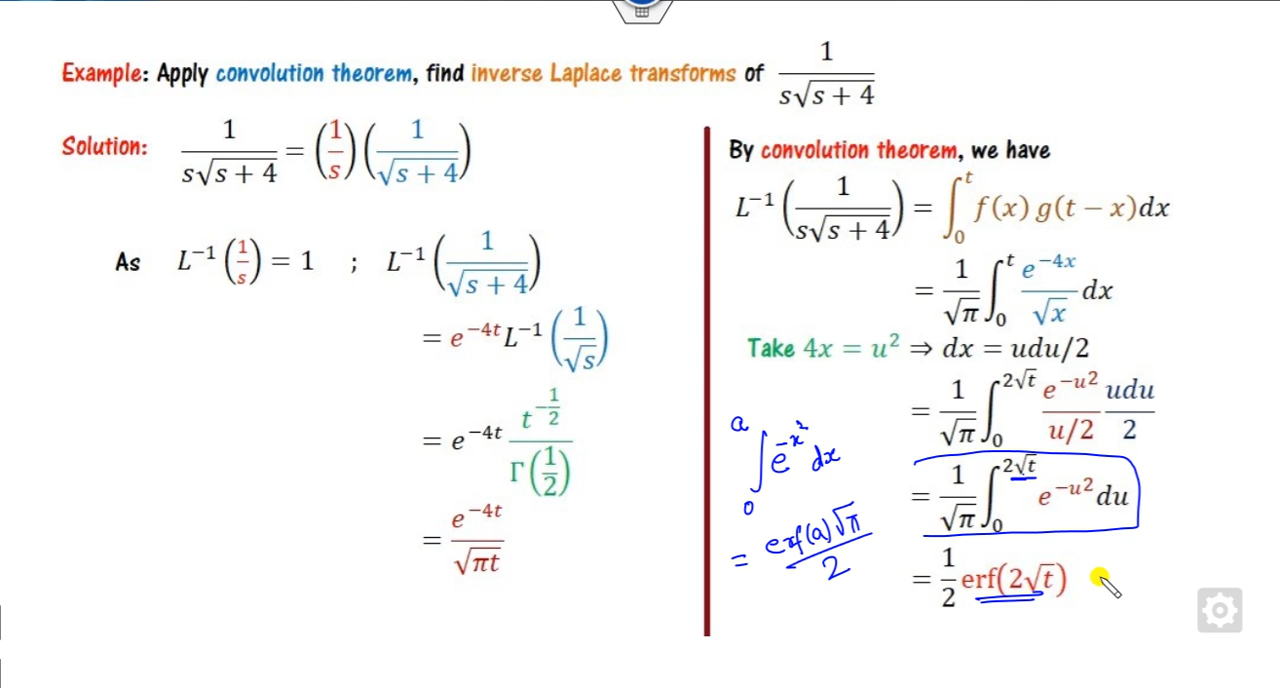 Example: Apply convolution theorem, find inverse Laplace transforms of 1/(s√(s + 4))
Solution: 1/(s√(s + 4)) = (1/s)(1/√(s + 4))
As L⁻¹(1/s) = 1 ; L⁻¹(1/√(s + 4))
= e^(−4t) L⁻¹(1/√s)
= e^(−4t) t^(−1/2)/Γ(1/2)
= e^(−4t)/√(πt)
By convolution theorem, we have
L⁻¹(1/(s√(s + 4))) = ∫₀ᵗ f(x) g(t − x)dx
= 1/√π ∫₀ᵗ e^(−4x)/√x dx
Take 4x = u² ⇒ dx = udu/2
= 1/√π ∫₀^(2√t) e^(−u²)/(u/2) udu/2
= 1/√π ∫₀^(2√t) e^(−u²) du
= 1/2 erf(2√t)
∫₀ᵃ e^(−x²) dx
= erf(a)√π/2